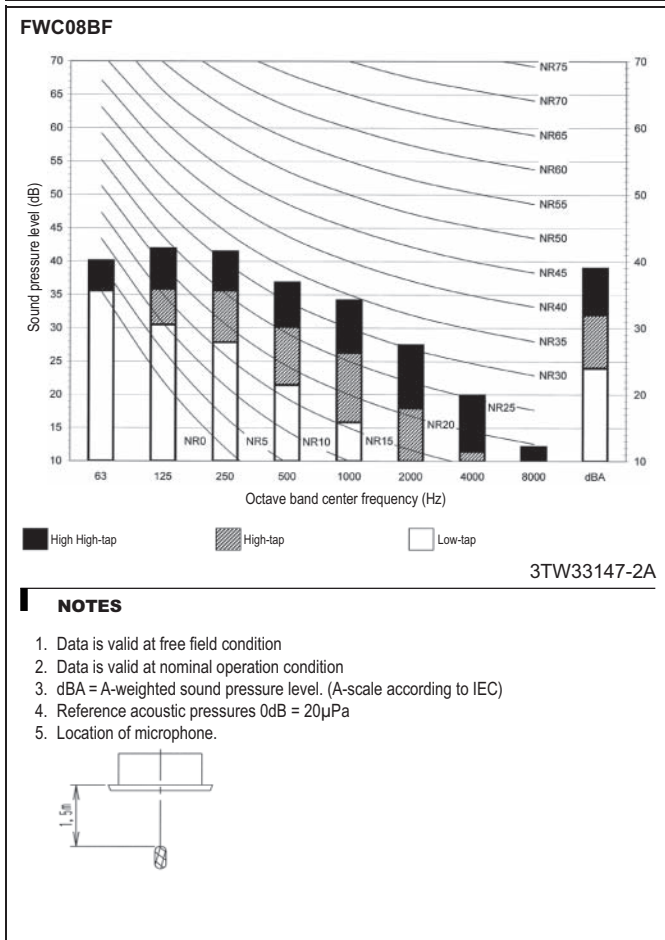 FWC08BF
70
65
60
55
50
45
40
35
30
25
20
15
10
Sound pressure level (dB)
70
60
50
40
30
20
10
NR75
NR70
NR65
NR60
NR55
NR50
NR45
NR40
NR35
NR30
NR25
NR20
NR0 NR5 NR10 NR15
63 125 250 500 1000 2000 4000 8000 dBA
Octave band center frequency (Hz)
High High-tap High-tap Low-tap
3TW33147-2A
NOTES
1. Data is valid at free field condition
2. Data is valid at nominal operation condition
3. dBA = A-weighted sound pressure level. (A-scale according to IEC)
4. Reference acoustic pressures 0dB = 20µPa
5. Location of microphone.
1,5m